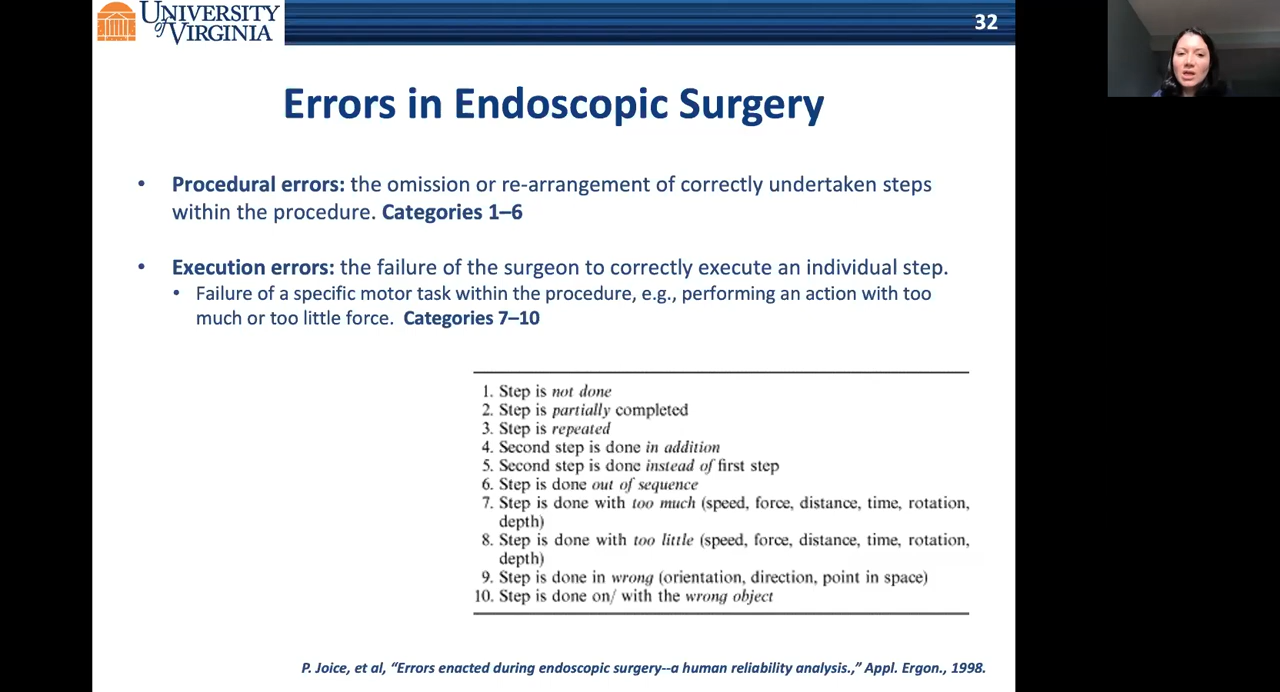 UNIVERSITY
of VIRGINIA
32
Errors in Endoscopic Surgery
• Procedural errors: the omission or re-arrangement of correctly undertaken steps
within the procedure. Categories 1–6
• Execution errors: the failure of the surgeon to correctly execute an individual step.
• Failure of a specific motor task within the procedure, e.g., performing an action with too
much or too little force. Categories 7–10
1. Step is not done
2. Step is partially completed
3. Step is repeated
4. Second step is done in addition
5. Second step is done instead of first step
6. Step is done out of sequence
7. Step is done with too much (speed, force, distance, time, rotation,
depth)
8. Step is done with too little (speed, force, distance, time, rotation,
depth)
9. Step is done in wrong (orientation, direction, point in space)
10. Step is done on/ with the wrong object
P. Joice, et al, “Errors enacted during endoscopic surgery--a human reliability analysis.,” Appl. Ergon., 1998.